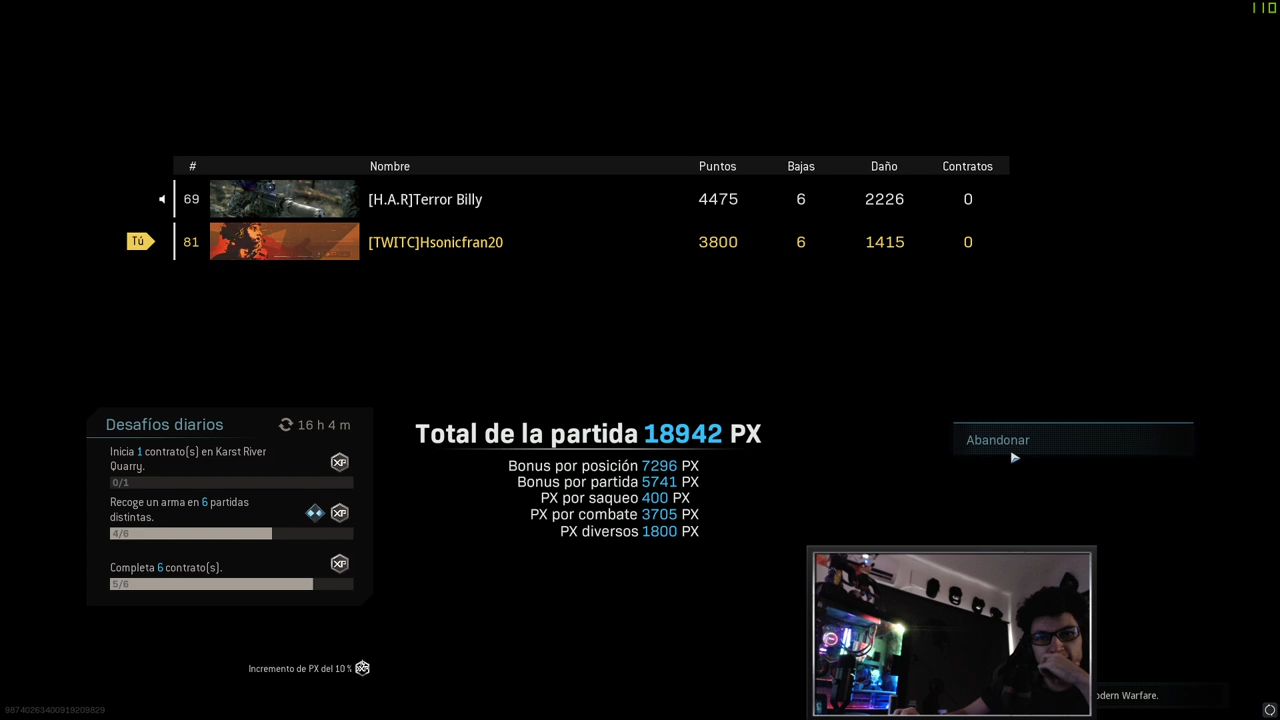 110
# Nombre Puntos Bajas Daño Contratos
69 [H.A.R]Terror Billy 4475 6 2226 0
Tú 81 [TWITC]Hsonicfran20 3800 6 1415 0
Desafíos diarios 16 h 4 m
Inicia 1 contrato(s) en Karst River
Quarry.
XP
0/1
Recoge un arma en 6 partidas
distintas.
XP
4/6
Completa 6 contrato(s).
XP
5/6
Incremento de PX del 10 %
Total de la partida 18942 PX
Bonus por posición 7296 PX
Bonus por partida 5741 PX
PX por saqueo 400 PX
PX por combate 3705 PX
PX diversos 1800 PX
Abandonar
odern Warfare.
98740263400919209829